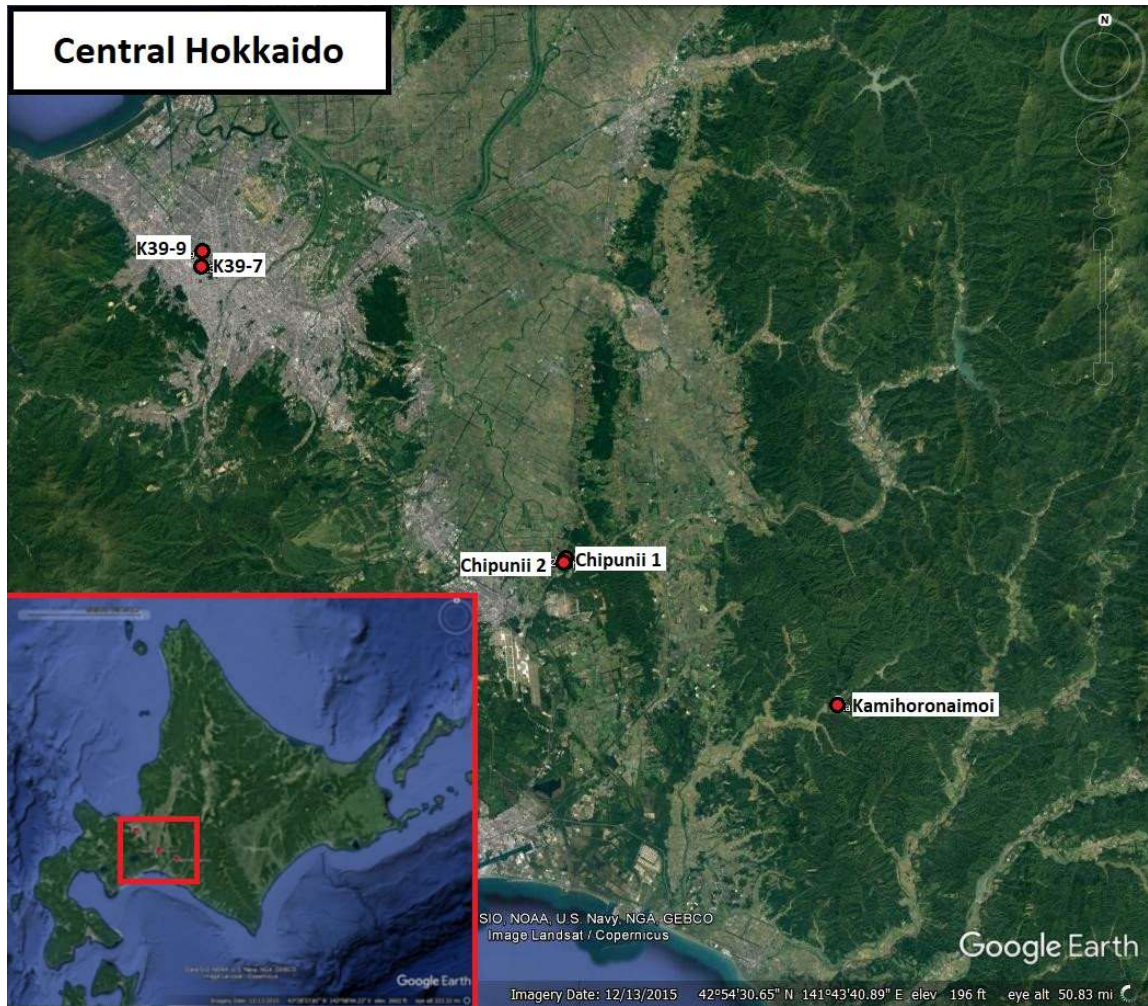 Central Hokkaido
N
K39-9
K39-7
Chipunii 2
Chipunii 1
Kamihoronaimoi
SIO, NOAA, U.S. Navy, NGA, GEBCO
Image Landsat / Copernicus
Google Earth
Imagery Date: 12/13/2015 42°54'30.65" N 141°43'40.89" E elev 196 ft eye alt 50.83 mi
Google Earth